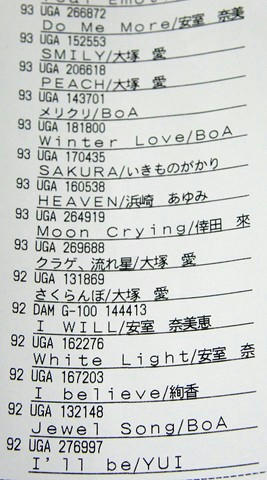 93 UGA 266872
Do Me More/安室 奈美
93 UGA 152553
SMILY/大塚 愛
93 UGA 206618
PEACH/大塚 愛
93 UGA 143701
メリクリ/BoA
93 UGA 181800
Winter Love/BoA
93 UGA 170435
SAKURA/いきものがかり
93 UGA 160538
HEAVEN/浜崎 あゆみ
93 UGA 264919
Moon Crying/倖田 來
93 UGA 269688
クラゲ、流れ星/大塚 愛
92 UGA 131869
さくらんぼ/大塚 愛
92 DAM G-100 144413
I WILL/安室 奈美恵
92 UGA 162276
White Light/安室 奈
92 UGA 167203
I believe/絢香
92 UGA 132148
Jewel Song/BoA
92 UGA 276997
I'll be/YUI